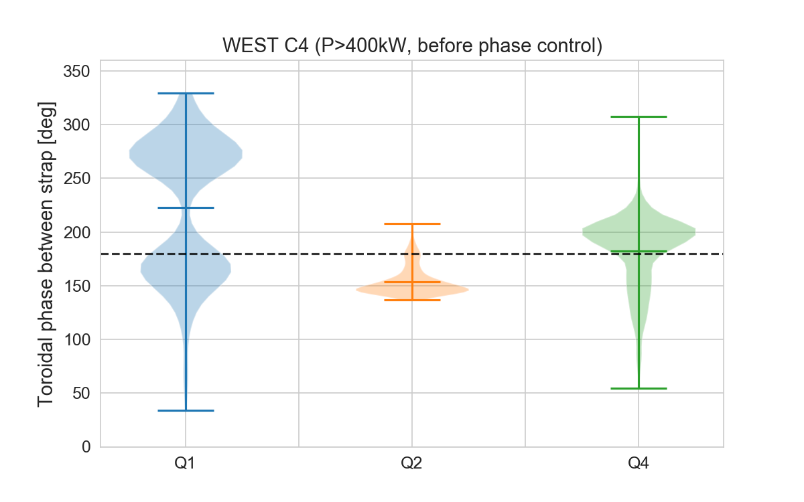 WEST C4 (P>400kW, before phase control)
Toroidal phase between strap [deg]
350
300
250
200
150
100
50
0
Q1 Q2 Q4